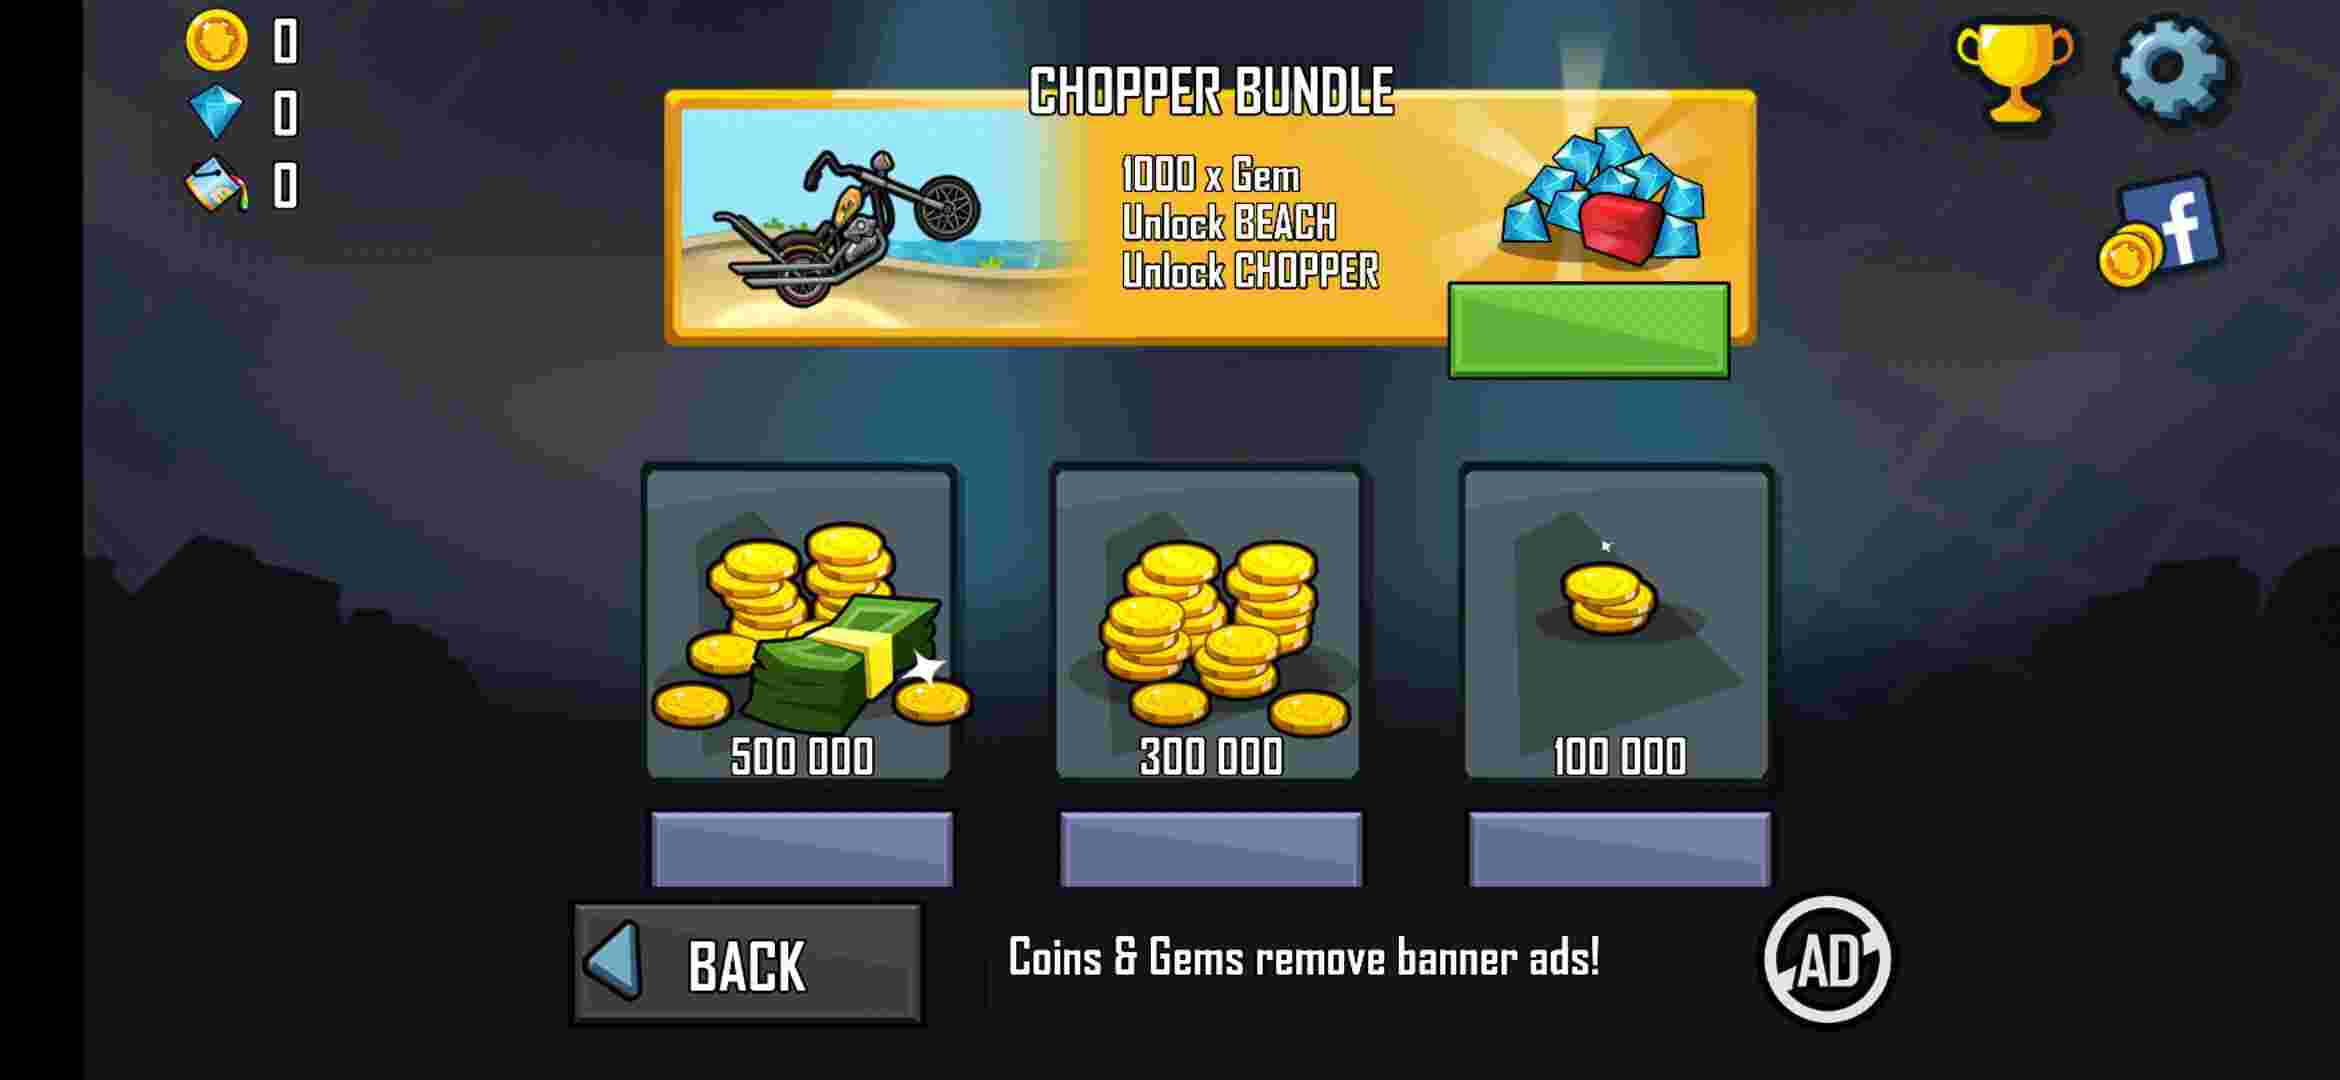 0
0
0
CHOPPER BUNDLE
1000 x Gem
Unlock BEACH
Unlock CHOPPER
f
500 000
300 000
100 000
BACK
Coins & Gems remove banner ads!
AD